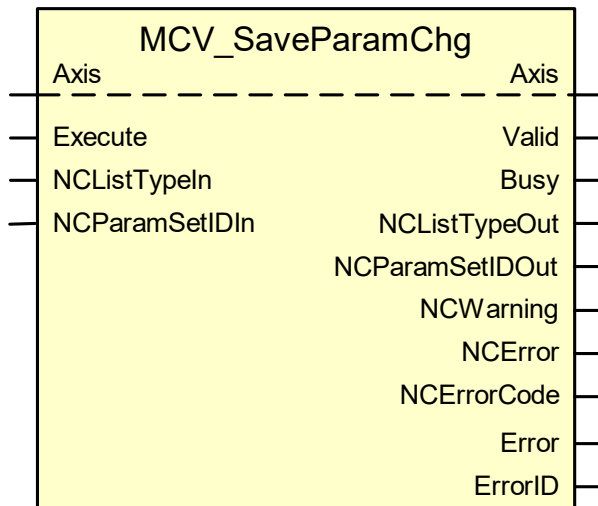 MCV_SaveParamChg
Axis Axis
Execute Valid
NCListTypeIn Busy
NCParamSetIDIn NCListTypeOut
NCParamSetIDOut
NCWarning
NCError
NCErrorCode
Error
ErrorID